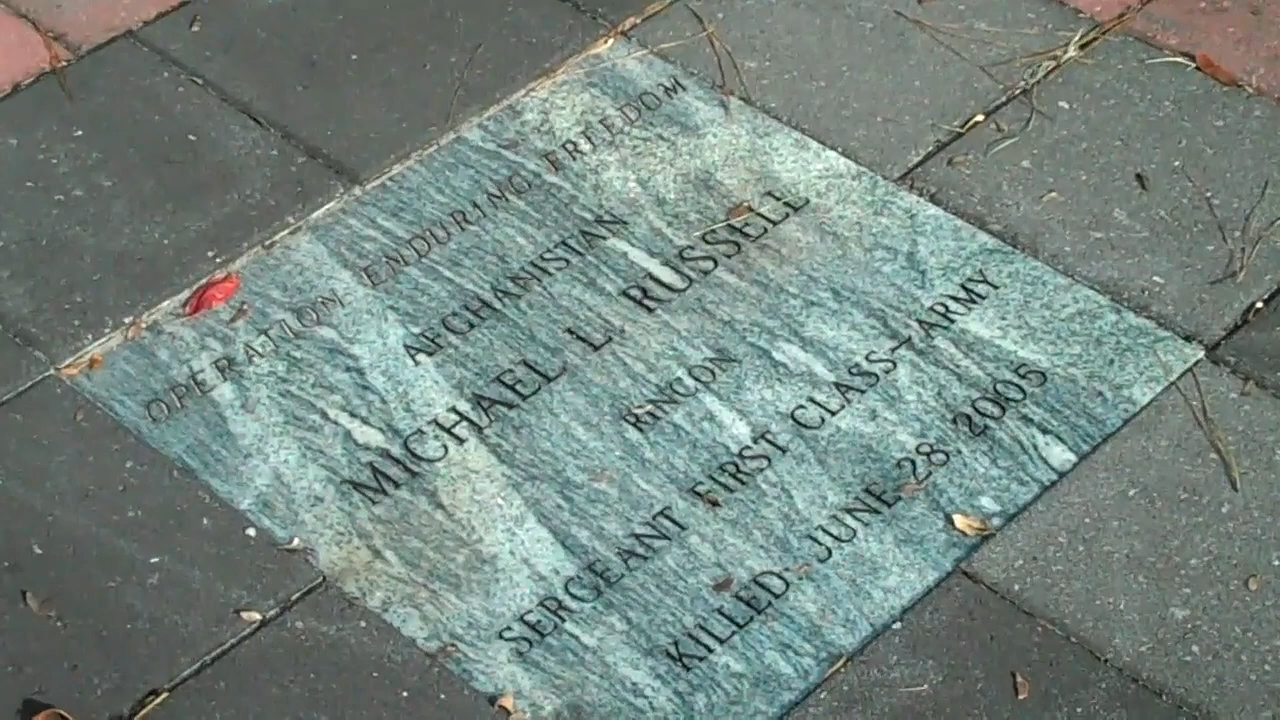 OPERATION ENDURING FREEDOM
AFGHANISTAN
MICHAEL L. RUSSELL
RINCON
SERGEANT FIRST CLASS~ARMY
KILLED JUNE 28 2005